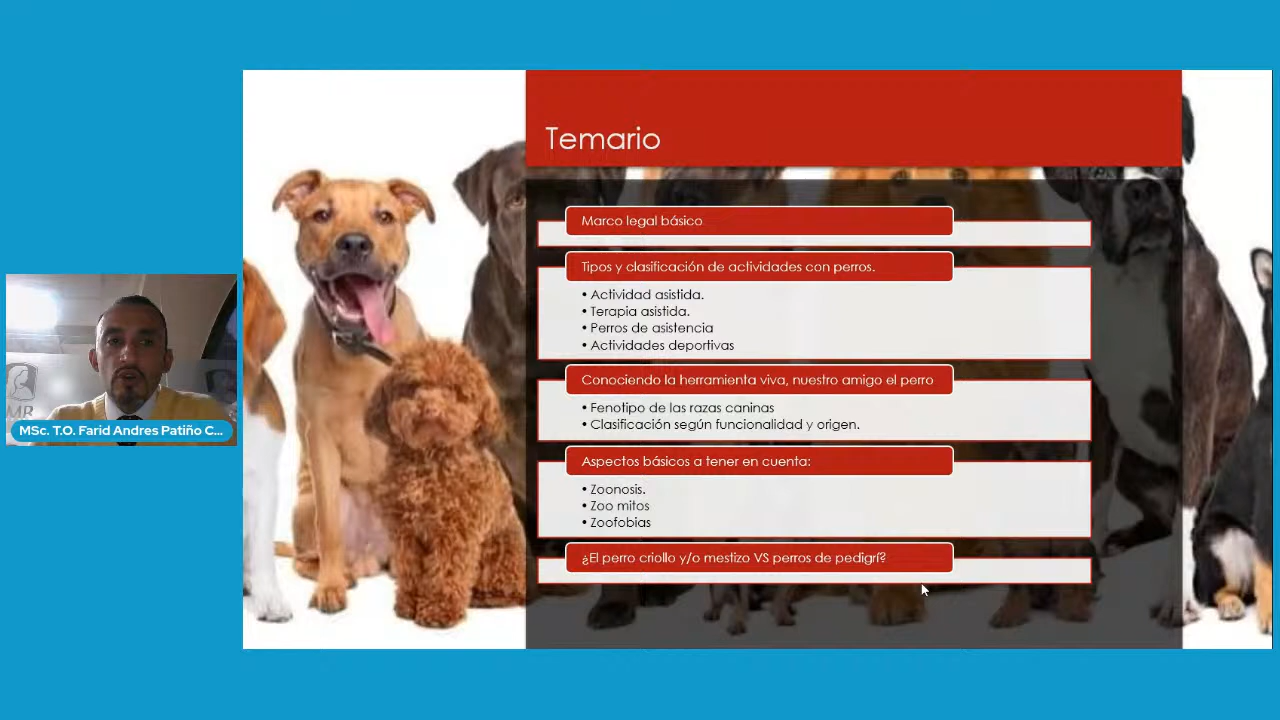 Temario
Marco legal básico
Tipos y clasificación de actividades con perros.
• Actividad asistida.
• Terapia asistida.
• Perros de asistencia
• Actividades deportivas
Conociendo la herramienta viva, nuestro amigo el perro
• Fenotipo de las razas caninas
• Clasificación según funcionalidad y origen.
Aspectos básicos a tener en cuenta:
• Zoonosis.
• Zoo mitos
• Zoofobias
¿El perro criollo y/o mestizo VS perros de pedigrí?
MSc. T.O. Farid Andres Patiño C...